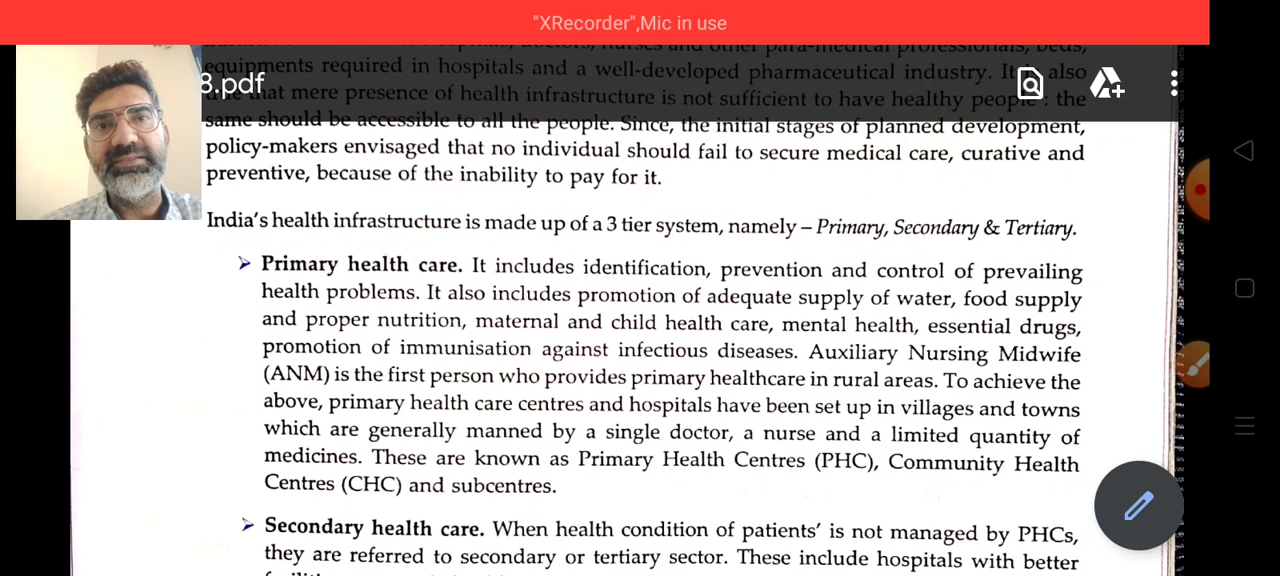 "XRecorder",Mic in use
nurses and other para-medical professionals, beds,
equipments required in hospitals and a well-developed pharmaceutical industry. It is also
8.pdf
that mere presence of health infrastructure is not sufficient to have healthy people : the
same should be accessible to all the people. Since, the initial stages of planned development,
policy-makers envisaged that no individual should fail to secure medical care, curative and
preventive, because of the inability to pay for it.
India's health infrastructure is made up of a 3 tier system, namely – Primary, Secondary & Tertiary.
➢ Primary health care. It includes identification, prevention and control of prevailing
health problems. It also includes promotion of adequate supply of water, food supply
and proper nutrition, maternal and child health care, mental health, essential drugs,
promotion of immunisation against infectious diseases. Auxiliary Nursing Midwife
(ANM) is the first person who provides primary healthcare in rural areas. To achieve the
above, primary health care centres and hospitals have been set up in villages and towns
which are generally manned by a single doctor, a nurse and a limited quantity of
medicines. These are known as Primary Health Centres (PHC), Community Health
Centres (CHC) and subcentres.
➢ Secondary health care. When health condition of patients' is not managed by PHCs,
they are referred to secondary or tertiary sector. These include hospitals with better